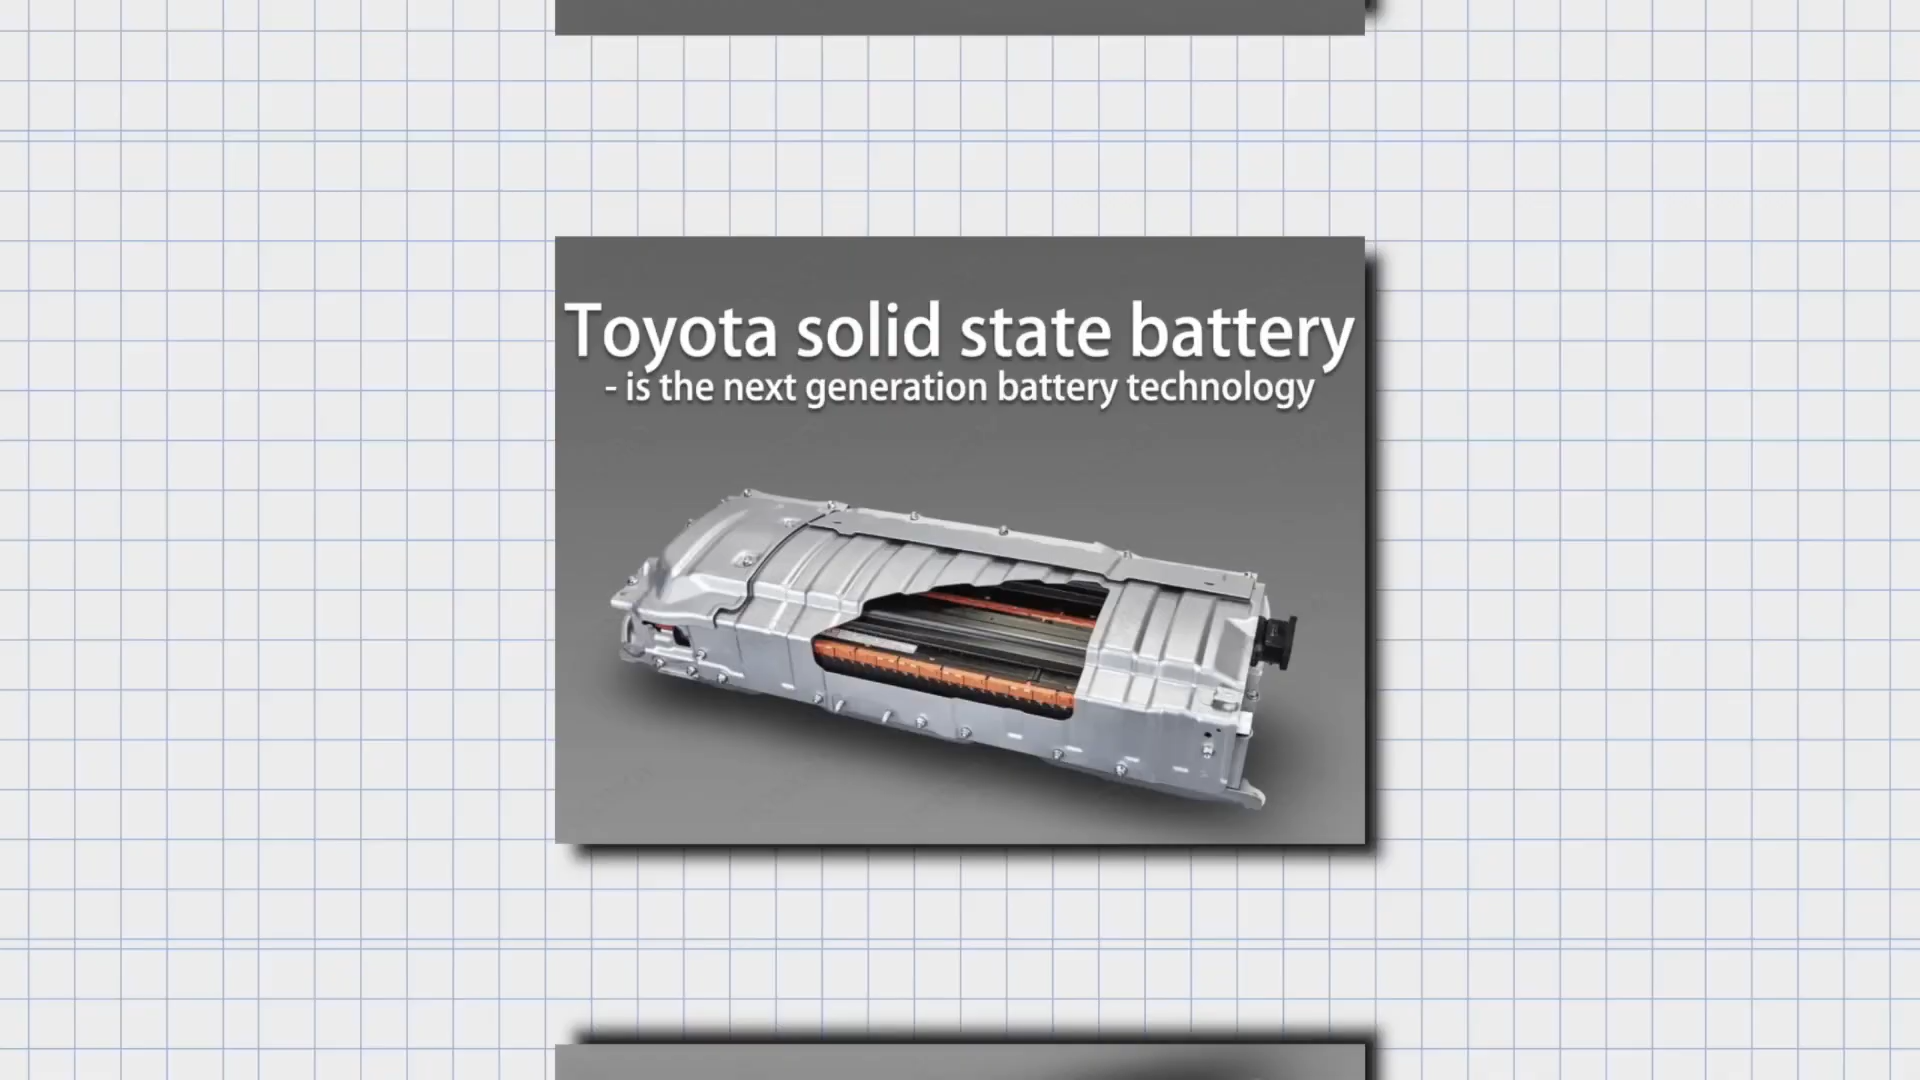 Toyota solid state battery
- is the next generation battery technology